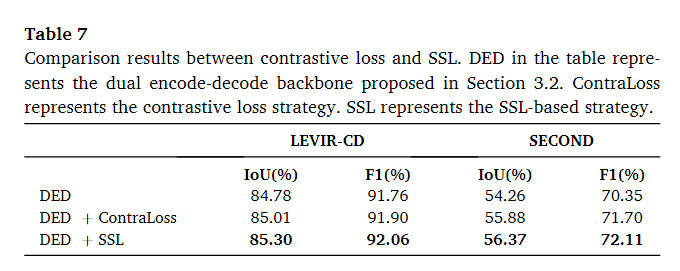 Table 7
Comparison results between contrastive loss and SSL. DED in the table repre-
sents the dual encode-decode backbone proposed in Section 3.2. ContraLoss
represents the contrastive loss strategy. SSL represents the SSL-based strategy.
LEVIR-CD SECOND
IoU(%) F1(%) IoU(%) F1(%)
DED 84.78 91.76 54.26 70.35
DED + ContraLoss 85.01 91.90 55.88 71.70
DED + SSL 85.30 92.06 56.37 72.11